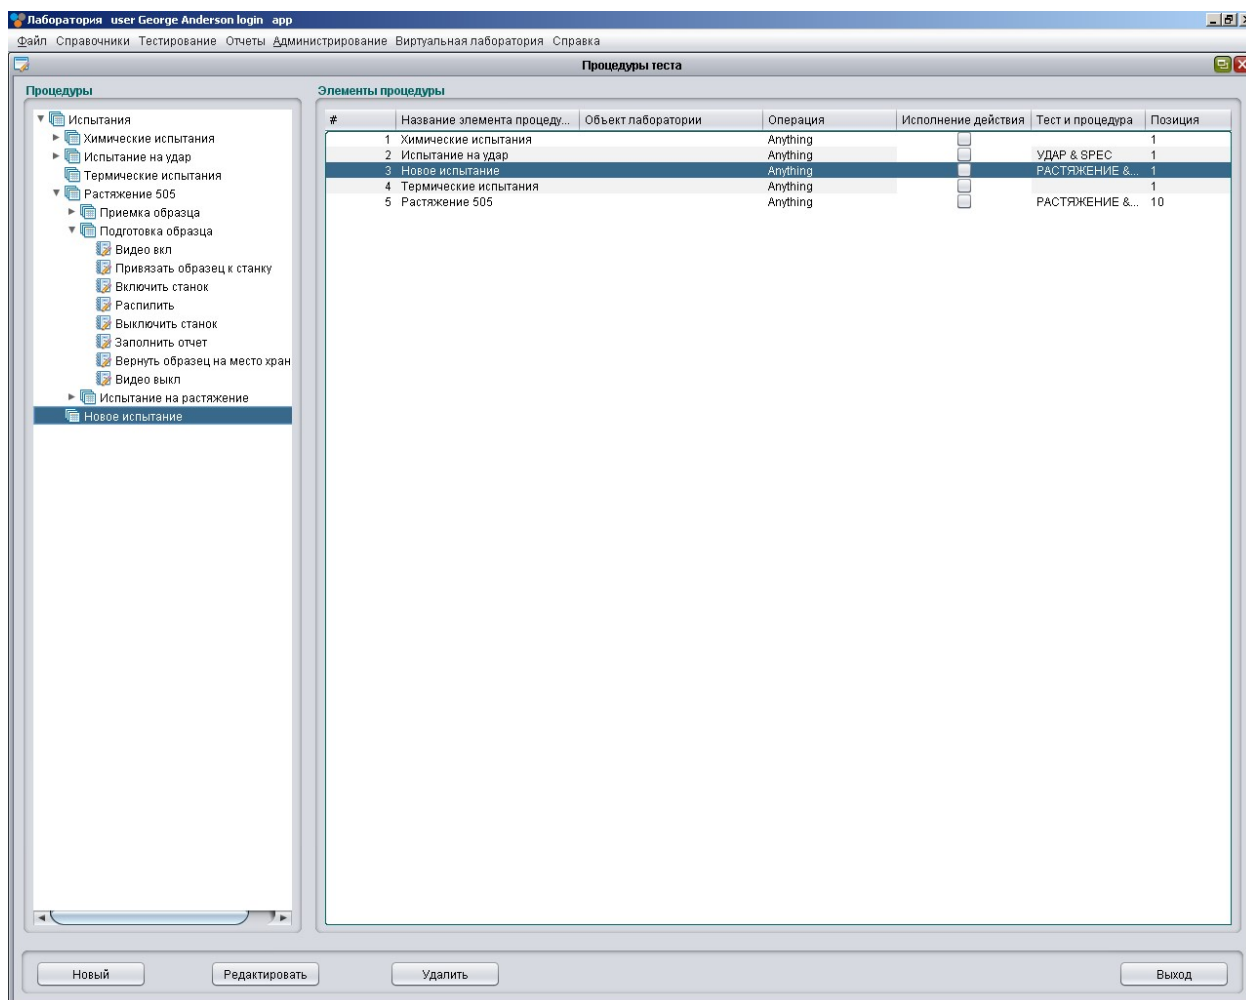 Лаборатория user George Anderson login app
Файл Справочники Тестирование Отчеты Администрирование Виртуальная лаборатория Справка
Процедуры теста
Процедуры
Испытания
Химические испытания
Испытание на удар
Термические испытания
Растяжение 505
Приемка образца
Подготовка образца
Видео вкл
Привязать образец к станку
Включить станок
Распилить
Выключить станок
Заполнить отчет
Вернуть образец на место хран
Видео выкл
Испытание на растяжение
Новое испытание
Элементы процедуры
# Название элемента процеду... Объект лаборатории Операция Исполнение действия Тест и процедура Позиция
1 Химические испытания Anything 1
2 Испытание на удар Anything УДАР & SPEC 1
3 Новое испытание Anything РАСТЯЖЕНИЕ &... 1
4 Термические испытания Anything 1
5 Растяжение 505 Anything РАСТЯЖЕНИЕ &... 10
Новый Редактировать Удалить Выход